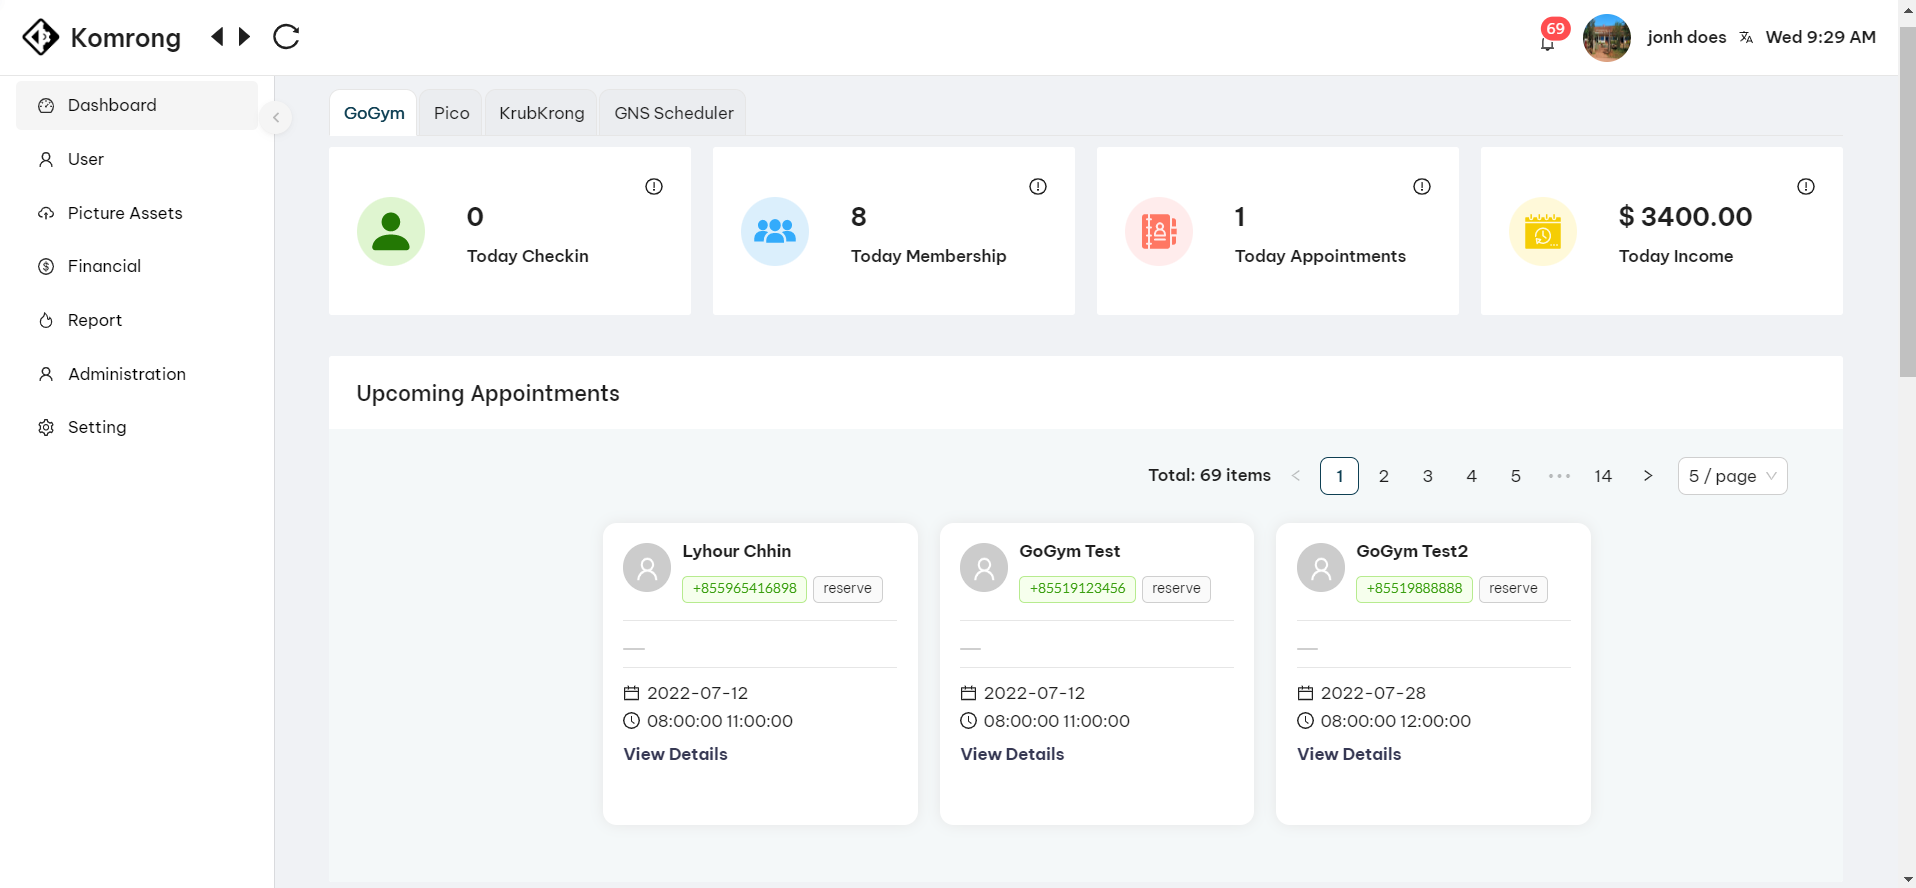 Komrong
69
jonh does
Wed 9:29 AM
Dashboard
User
Picture Assets
Financial
Report
Administration
Setting
GoGym
Pico
KrubKrong
GNS Scheduler
0
Today Checkin
8
Today Membership
1
Today Appointments
$ 3400.00
Today Income
Upcoming Appointments
Total: 69 items
1 2 3 4 5 ••• 14
5 / page
Lyhour Chhin
+855965416898 reserve
—
2022-07-12
08:00:00 11:00:00
View Details
GoGym Test
+85519123456 reserve
—
2022-07-12
08:00:00 11:00:00
View Details
GoGym Test2
+85519888888 reserve
—
2022-07-28
08:00:00 12:00:00
View Details